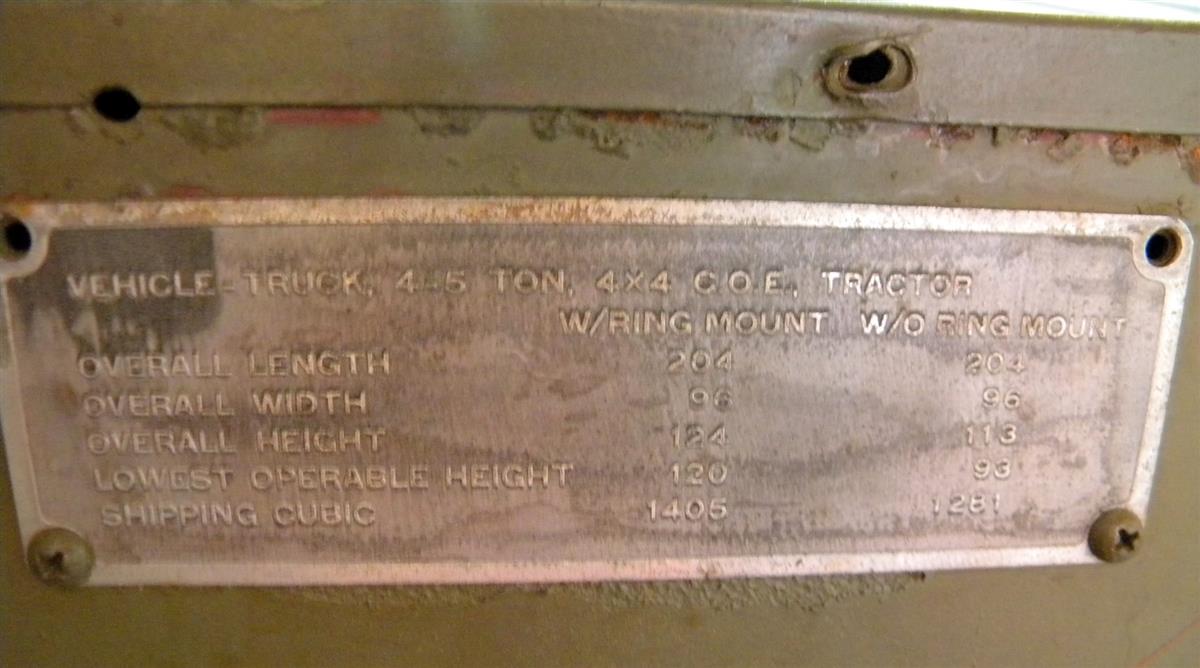 VEHICLE-TRUCK, 4-5 TON, 4X4 C.O.E., TRACTOR
W/RING MOUNT W/O RING MOUNT
OVERALL LENGTH 204 204
OVERALL WIDTH 96 96
OVERALL HEIGHT 124 113
LOWEST OPERABLE HEIGHT 120 93
SHIPPING CUBIC 1405 1281